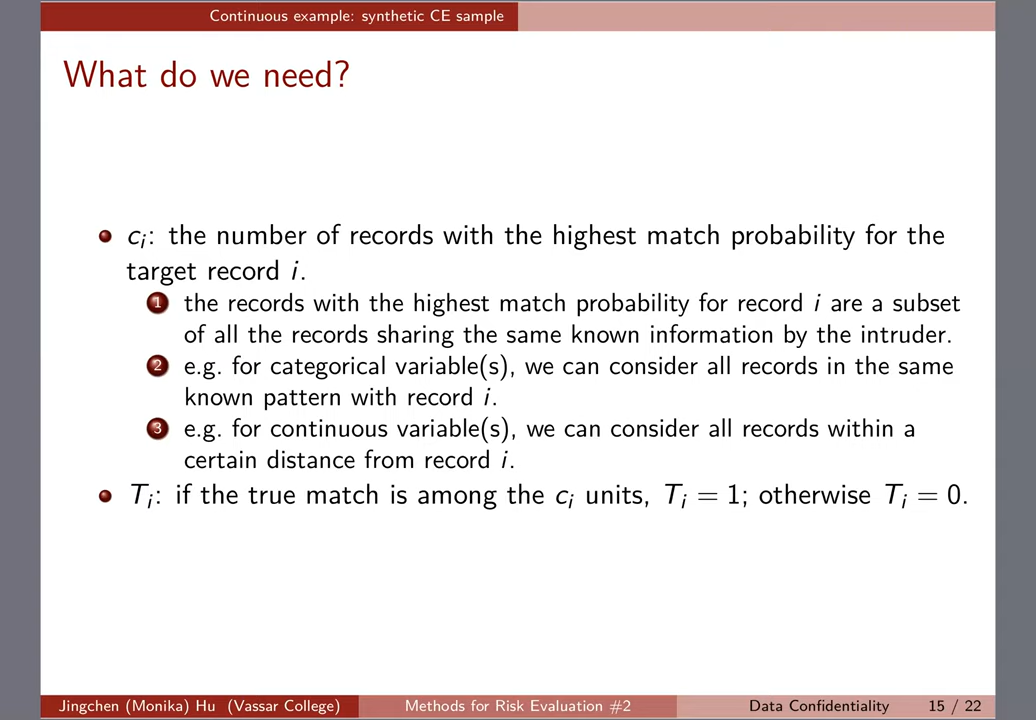 Continuous example: synthetic CE sample
What do we need?
c_i: the number of records with the highest match probability for the
target record i.
1 the records with the highest match probability for record i are a subset
of all the records sharing the same known information by the intruder.
2 e.g. for categorical variable(s), we can consider all records in the same
known pattern with record i.
3 e.g. for continuous variable(s), we can consider all records within a
certain distance from record i.
T_i: if the true match is among the c_i units, T_i = 1; otherwise T_i = 0.
Jingchen (Monika) Hu (Vassar College) Methods for Risk Evaluation #2 Data Confidentiality 15 / 22